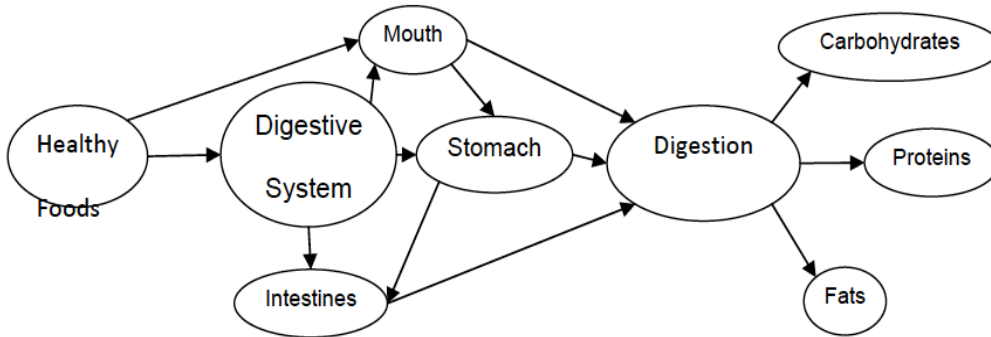 Mouth
Carbohydrates
Healthy
Foods
Digestive
System
Stomach
Digestion
Proteins
Intestines
Fats